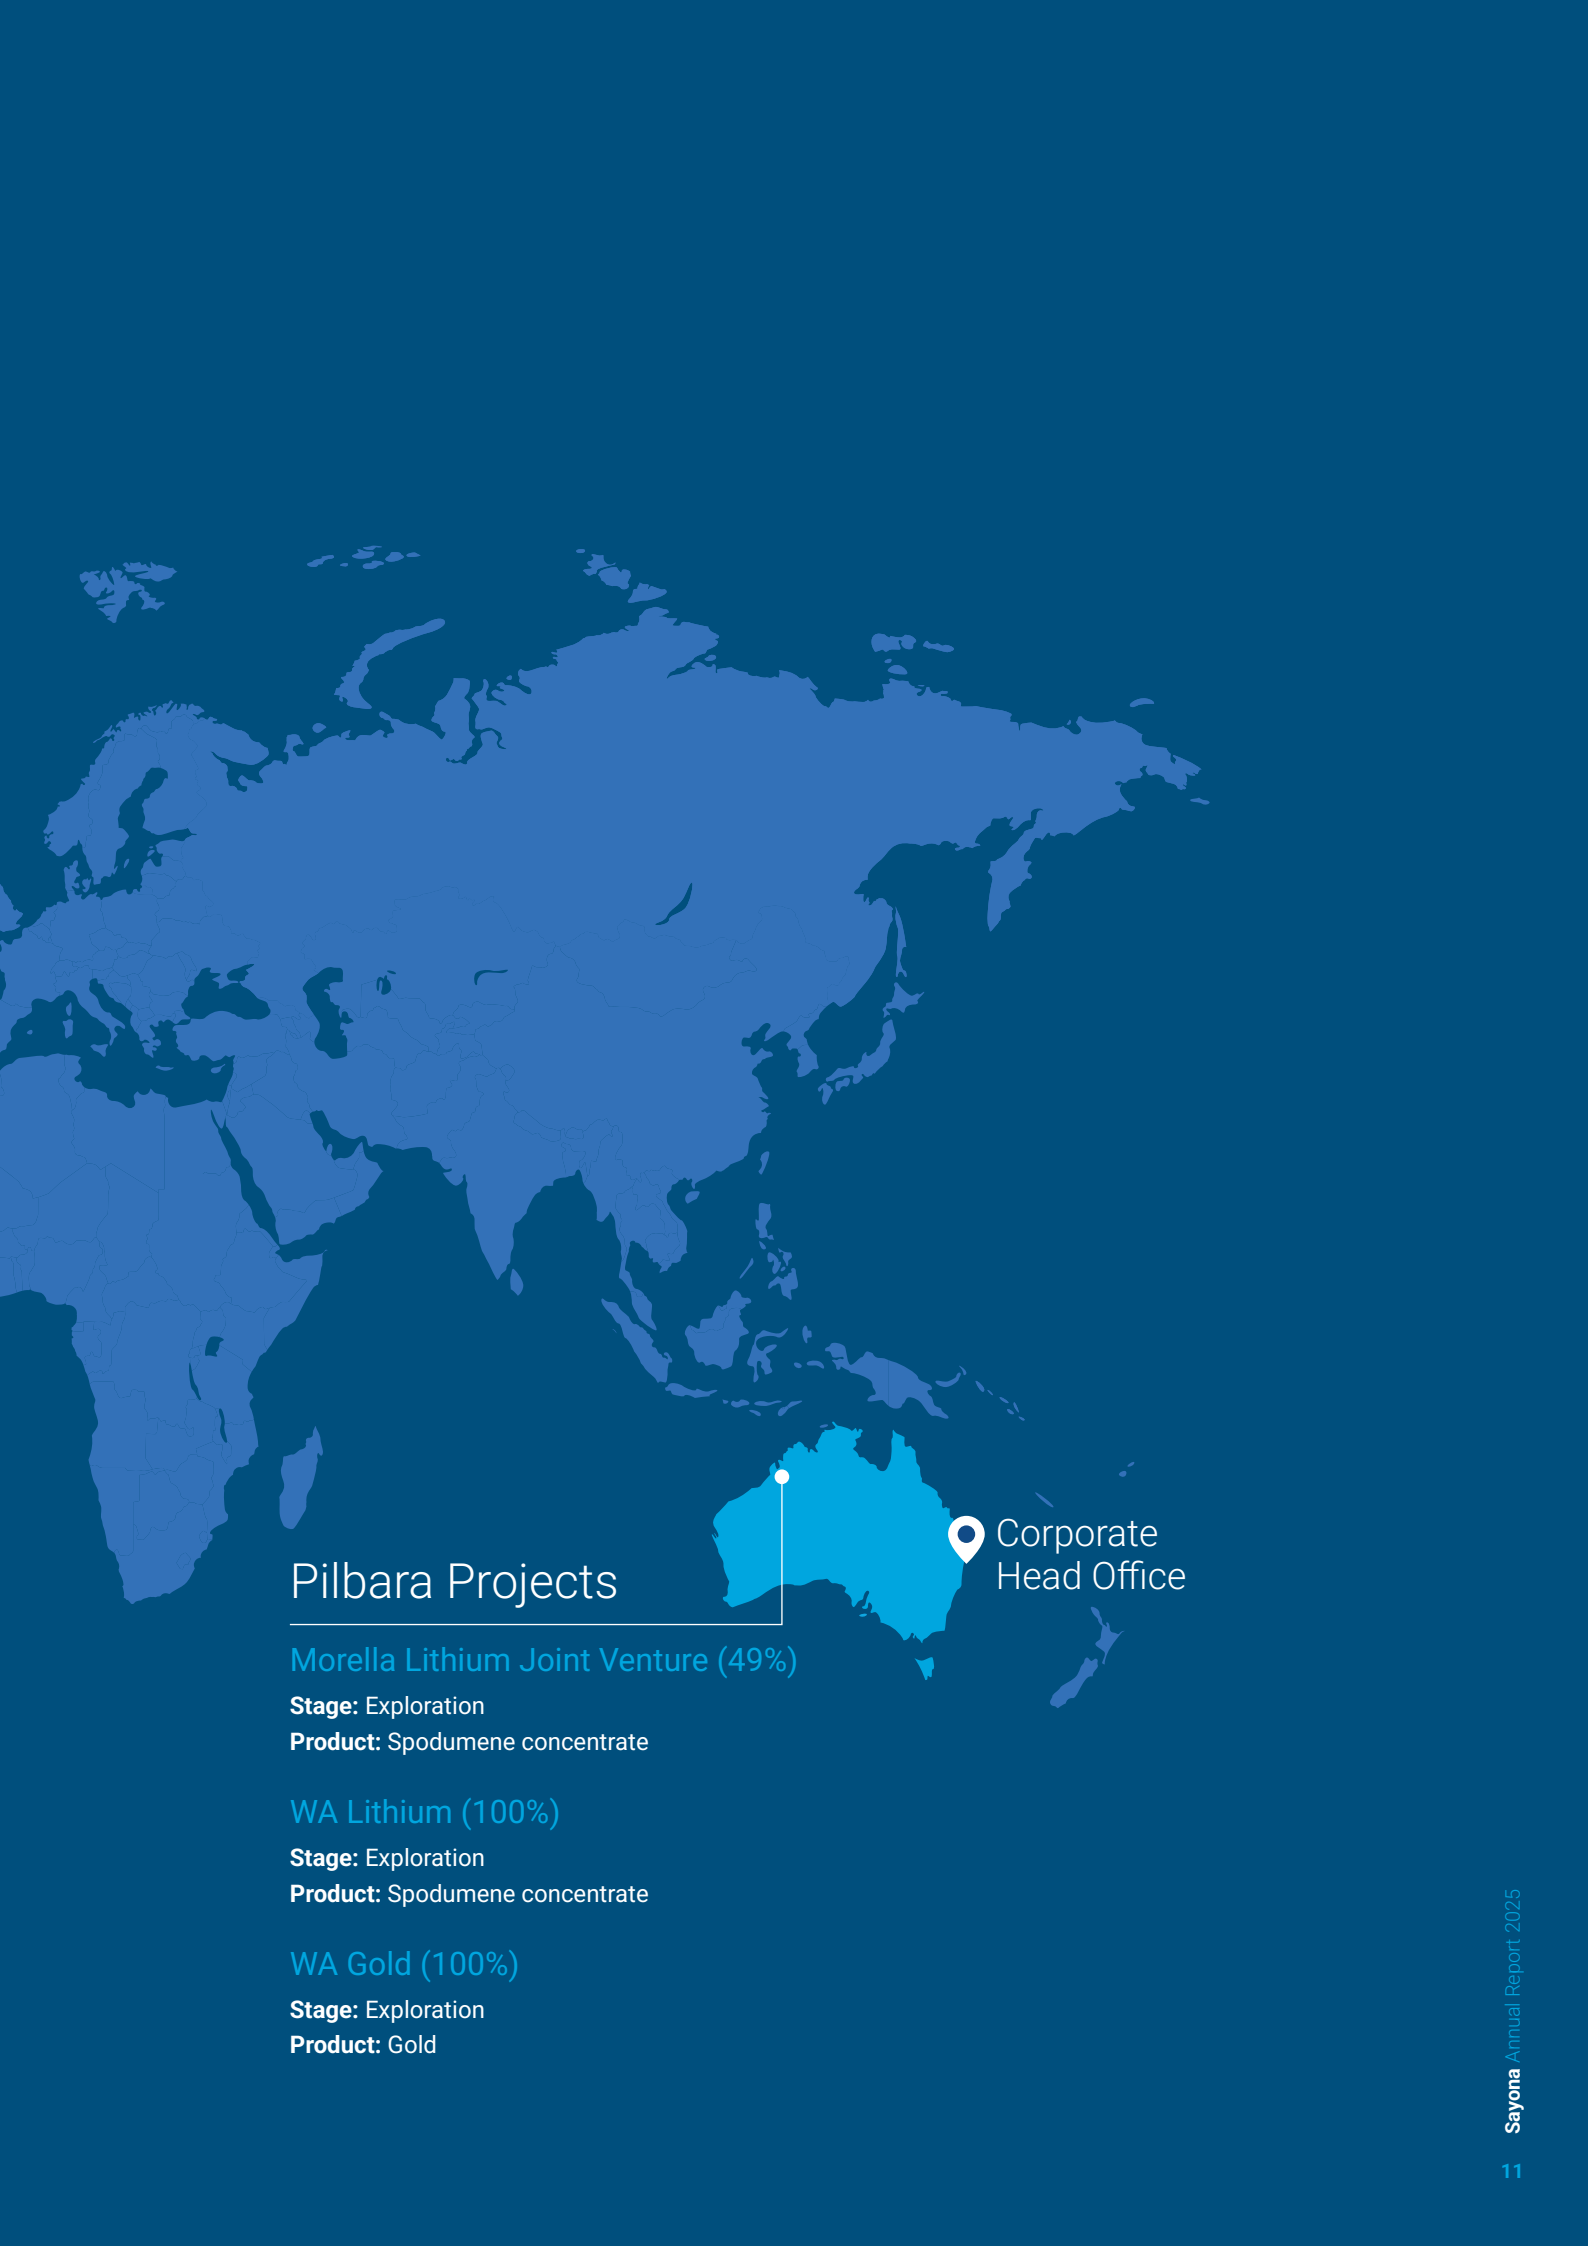 Corporate
Head Office
Pilbara Projects
Morella Lithium Joint Venture (49%)
Stage: Exploration
Product: Spodumene concentrate
WA Lithium (100%)
Stage: Exploration
Product: Spodumene concentrate
WA Gold (100%)
Stage: Exploration
Product: Gold
Sayona Annual Report 2025
11